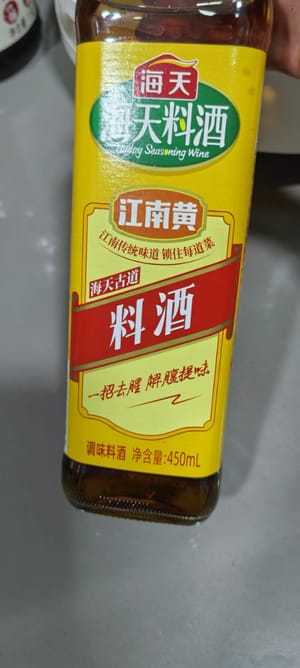 海天
海天料酒
Haday Seasoning Wine
江南黄
江南传统味道 锁住每道菜
海天古道
料酒
一招去腥 解膻提味
调味料酒 净含量:450mL